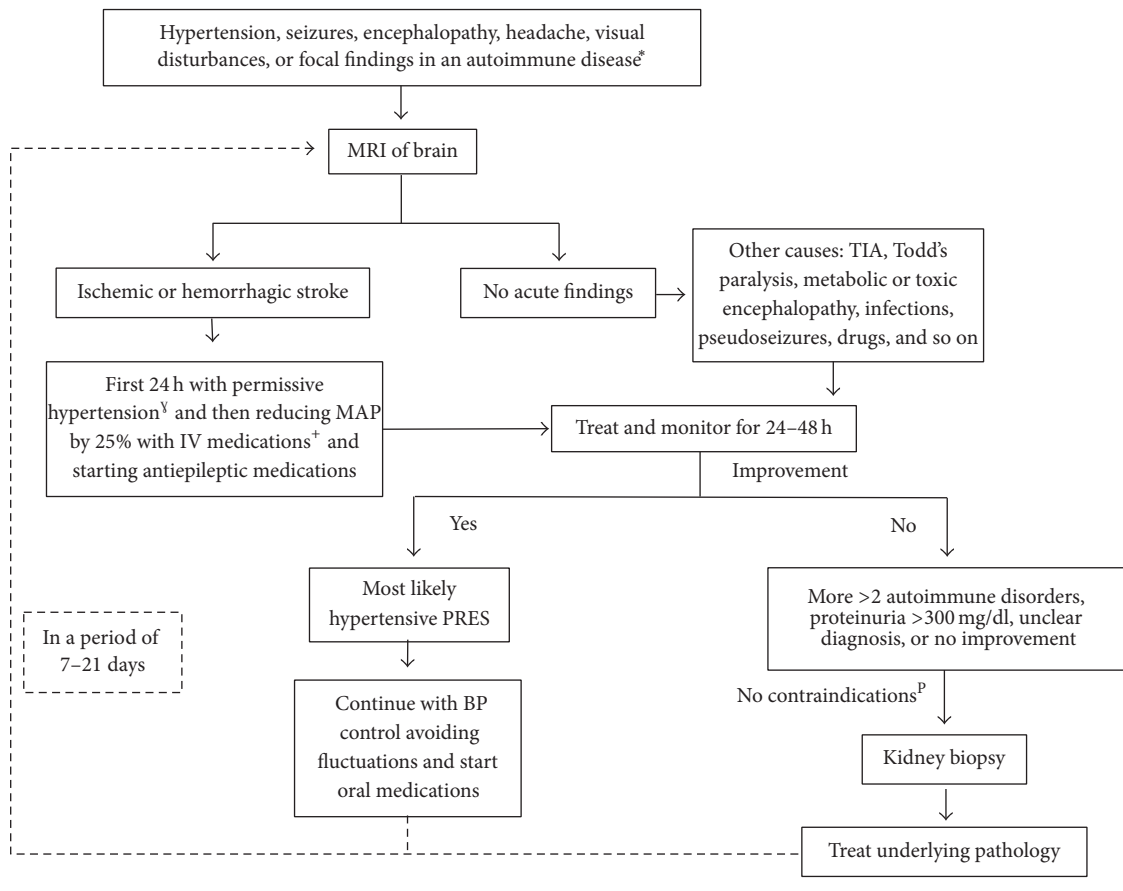 Hypertension, seizures, encephalopathy, headache, visual
disturbances, or focal findings in an autoimmune disease*
MRI of brain
Ischemic or hemorrhagic stroke
No acute findings
Other causes: TIA, Todd's
paralysis, metabolic or toxic
encephalopathy, infections,
pseudoseizures, drugs, and so on
First 24 h with permissive
hypertension^ɣ and then reducing MAP
by 25% with IV medications^+ and
starting antiepileptic medications
Treat and monitor for 24–48 h
Improvement
Yes
No
Most likely
hypertensive PRES
More >2 autoimmune disorders,
proteinuria >300 mg/dl, unclear
diagnosis, or no improvement
In a period of
7–21 days
Continue with BP
control avoiding
fluctuations and start
oral medications
No contraindications^P
Kidney biopsy
Treat underlying pathology